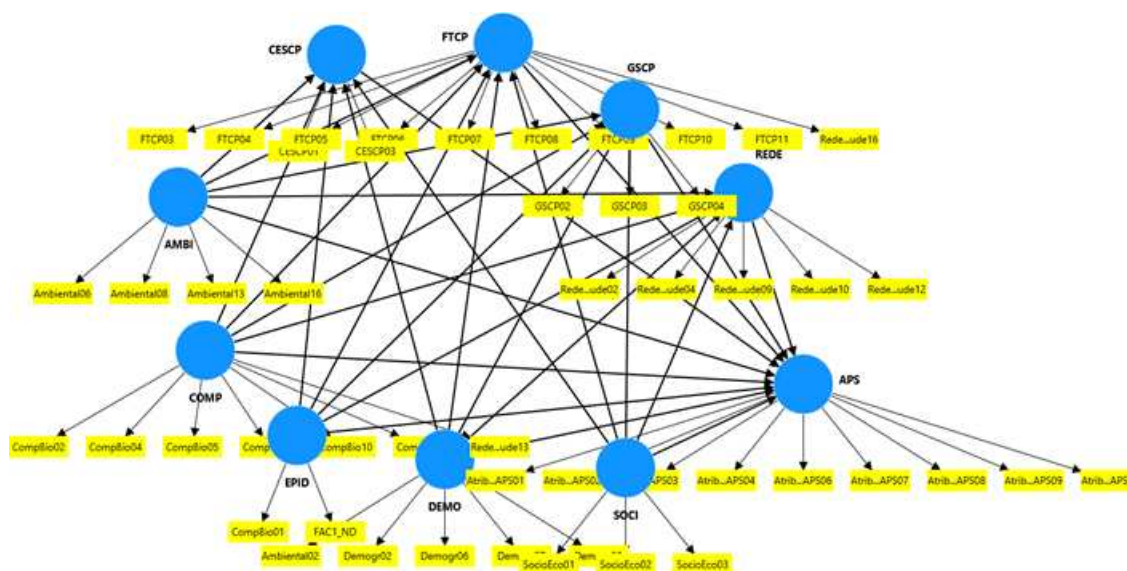 FTCP
CESCP
GSCP
FTCP03
FTCP04
FTCP05
FTCP06
FTCP07
FTCP08
FTCP09
FTCP10
FTCP11
Rede...ude16
CESCP01
CESCP03
REDE
GSCP02
GSCP03
GSCP04
AMBI
Ambiental06
Ambiental08
Ambiental13
Ambiental16
Rede...ude02
Rede...ude04
Rede...ude09
Rede...ude10
Rede...ude12
APS
COMP
CompBio02
CompBio04
CompBio05
Rede...ude13
EPID
Atrib...APS01
Atrib...APS04
Atrib...APS06
Atrib...APS07
Atrib...APS08
Atrib...APS09
DEMO
SOCI
CompBio01
FAC1_ND
Ambiental02
Demogr02
Demogr06
SocioEco01
SocioEco02
SocioEco03